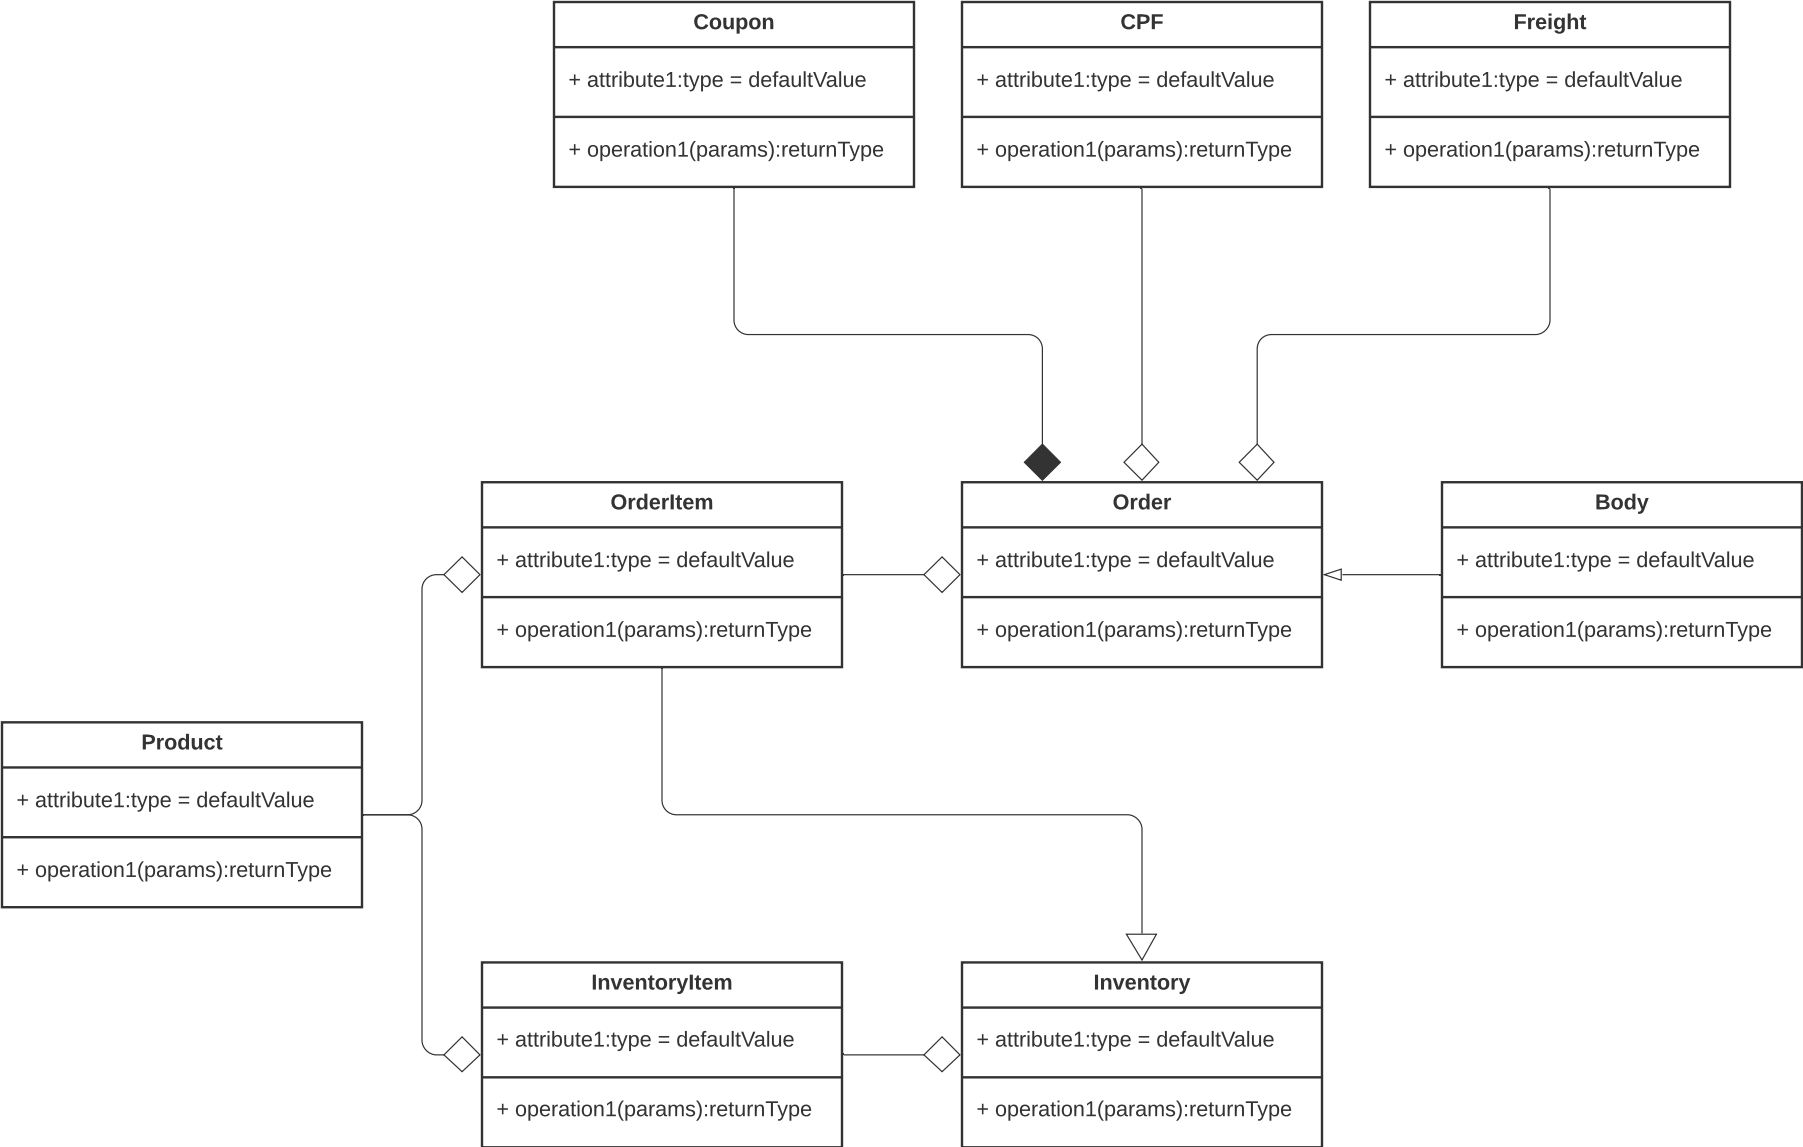 Coupon
+ attribute1:type = defaultValue
+ operation1(params):returnType
CPF
+ attribute1:type = defaultValue
+ operation1(params):returnType
Freight
+ attribute1:type = defaultValue
+ operation1(params):returnType
OrderItem
+ attribute1:type = defaultValue
+ operation1(params):returnType
Order
+ attribute1:type = defaultValue
+ operation1(params):returnType
Body
+ attribute1:type = defaultValue
+ operation1(params):returnType
Product
+ attribute1:type = defaultValue
+ operation1(params):returnType
InventoryItem
+ attribute1:type = defaultValue
+ operation1(params):returnType
Inventory
+ attribute1:type = defaultValue
+ operation1(params):returnType